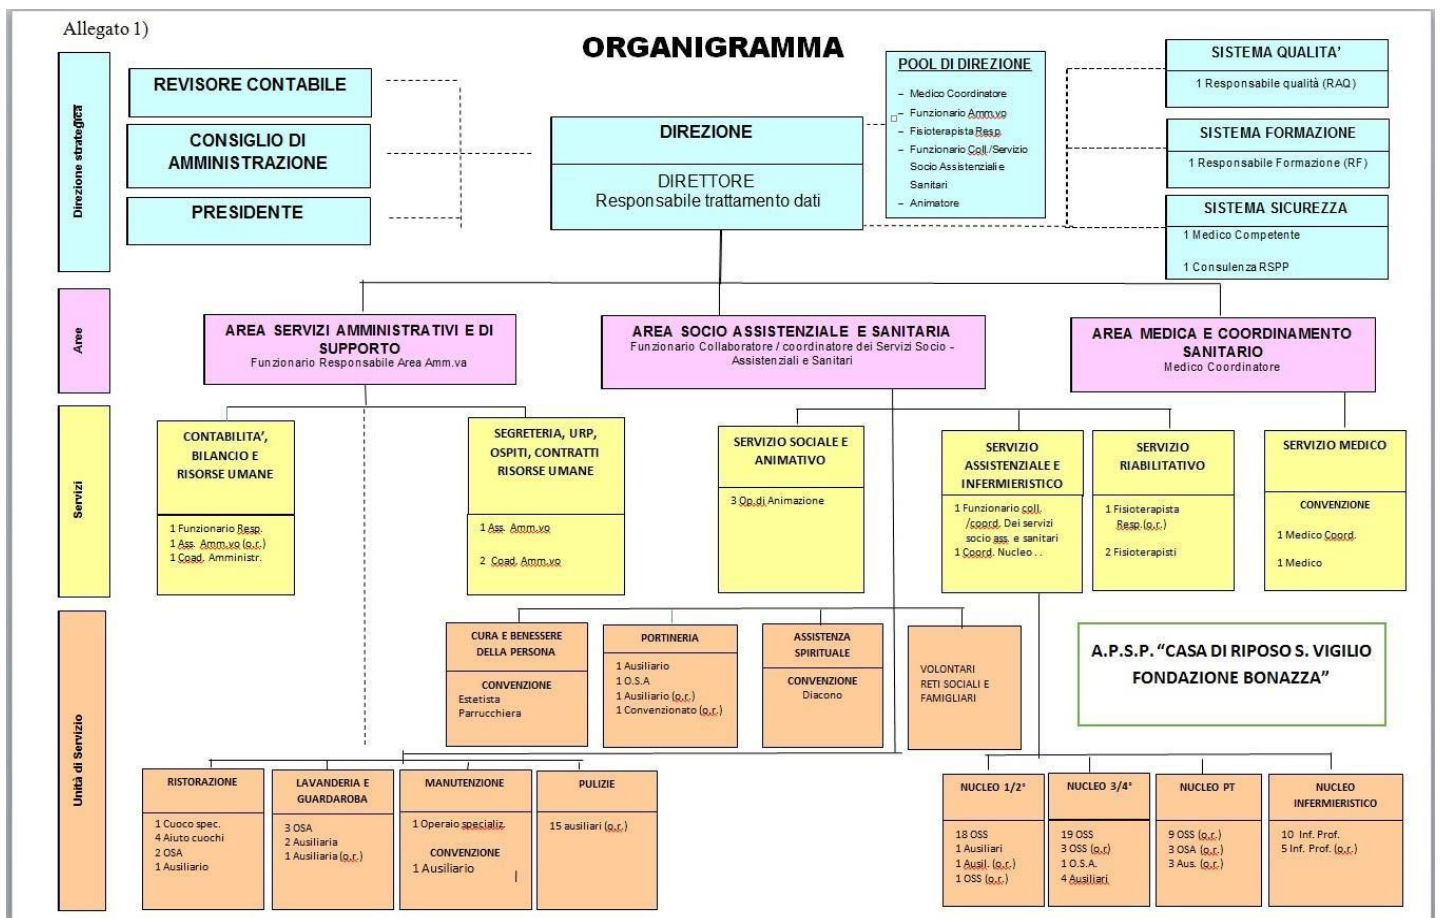 Allegato 1)
ORGANIGRAMMA
Direzione strategica
REVISORE CONTABILE
CONSIGLIO DI
AMMINISTRAZIONE
PRESIDENTE
DIREZIONE
DIRETTORE
Responsabile trattamento dati
POOL DI DIREZIONE
– Medico Coordinatore
– Funzionario Amm.vo
– Fisioterapista Resp.
– Funzionario Coll./Servizio
Socio Assistenziali e
Sanitari
– Animatore
SISTEMA QUALITA’
1 Responsabile qualità (RAQ)
SISTEMA FORMAZIONE
1 Responsabile Formazione (RF)
SISTEMA SICUREZZA
1 Medico Competente
1 Consulenza RSPP
Aree
AREA SERVIZI AMMINISTRATIVI E DI
SUPPORTO
Funzionario Responsabile Area Amm.va
AREA SOCIO ASSISTENZIALE E SANITARIA
Funzionario Collaboratore / coordinatore dei Servizi Socio -
Assistenziali e Sanitari
AREA MEDICA E COORDINAMENTO
SANITARIO
Medico Coordinatore
Servizi
CONTABILITA’,
BILANCIO E
RISORSE UMANE
1 Funzionario Resp.
1 Ass. Amm.vo (o.r.)
1 Coad. Amministr.
SEGRETERIA, URP,
OSPITI, CONTRATTI
RISORSE UMANE
1 Ass. Amm.vo
2 Coad. Amm.vo
SERVIZIO SOCIALE E
ANIMATIVO
3 Op.di Animazione
SERVIZIO
ASSISTENZIALE E
INFERMIERISTICO
1 Funzionario coll.
/coord. Dei servizi
socio ass. e sanitari
1 Coord. Nucleo . .
SERVIZIO
RIABILITATIVO
1 Fisioterapista
Resp.(o.r.)
2 Fisioterapisti
SERVIZIO MEDICO
CONVENZIONE
1 Medico Coord.
1 Medico
Unità di Servizio
CURA E BENESSERE
DELLA PERSONA
CONVENZIONE
Estetista
Parrucchiera
PORTINERIA
1 Ausiliario
1 O.S.A
1 Ausiliario (o.r.)
1 Convenzionato (o.r.)
ASSISTENZA
SPIRITUALE
CONVENZIONE
Diacono
VOLONTARI
RETI SOCIALI E
FAMIGLIARI
A.P.S.P. “CASA DI RIPOSO S. VIGILIO
FONDAZIONE BONAZZA”
RISTORAZIONE
1 Cuoco spec.
4 Aiuto cuochi
2 OSA
1 Ausiliario
LAVANDERIA E
GUARDAROBA
3 OSA
2 Ausiliaria
1 Ausiliaria (o.r.)
MANUTENZIONE
1 Operaio specializ.
CONVENZIONE
1 Ausiliario
PULIZIE
15 ausiliari (o.r.)
NUCLEO 1/2°
18 OSS
1 Ausiliari
1 Ausil. (o.r.)
1 OSS (o.r.)
NUCLEO 3/4°
19 OSS
3 OSS (o.r)
1 O.S.A.
4 Ausiliari
NUCLEO PT
9 OSS (o.r.)
3 OSA (o.r.)
3 Aus. (o.r.)
NUCLEO
INFERMIERISTICO
10 Inf. Prof.
5 Inf. Prof. (o.r.)